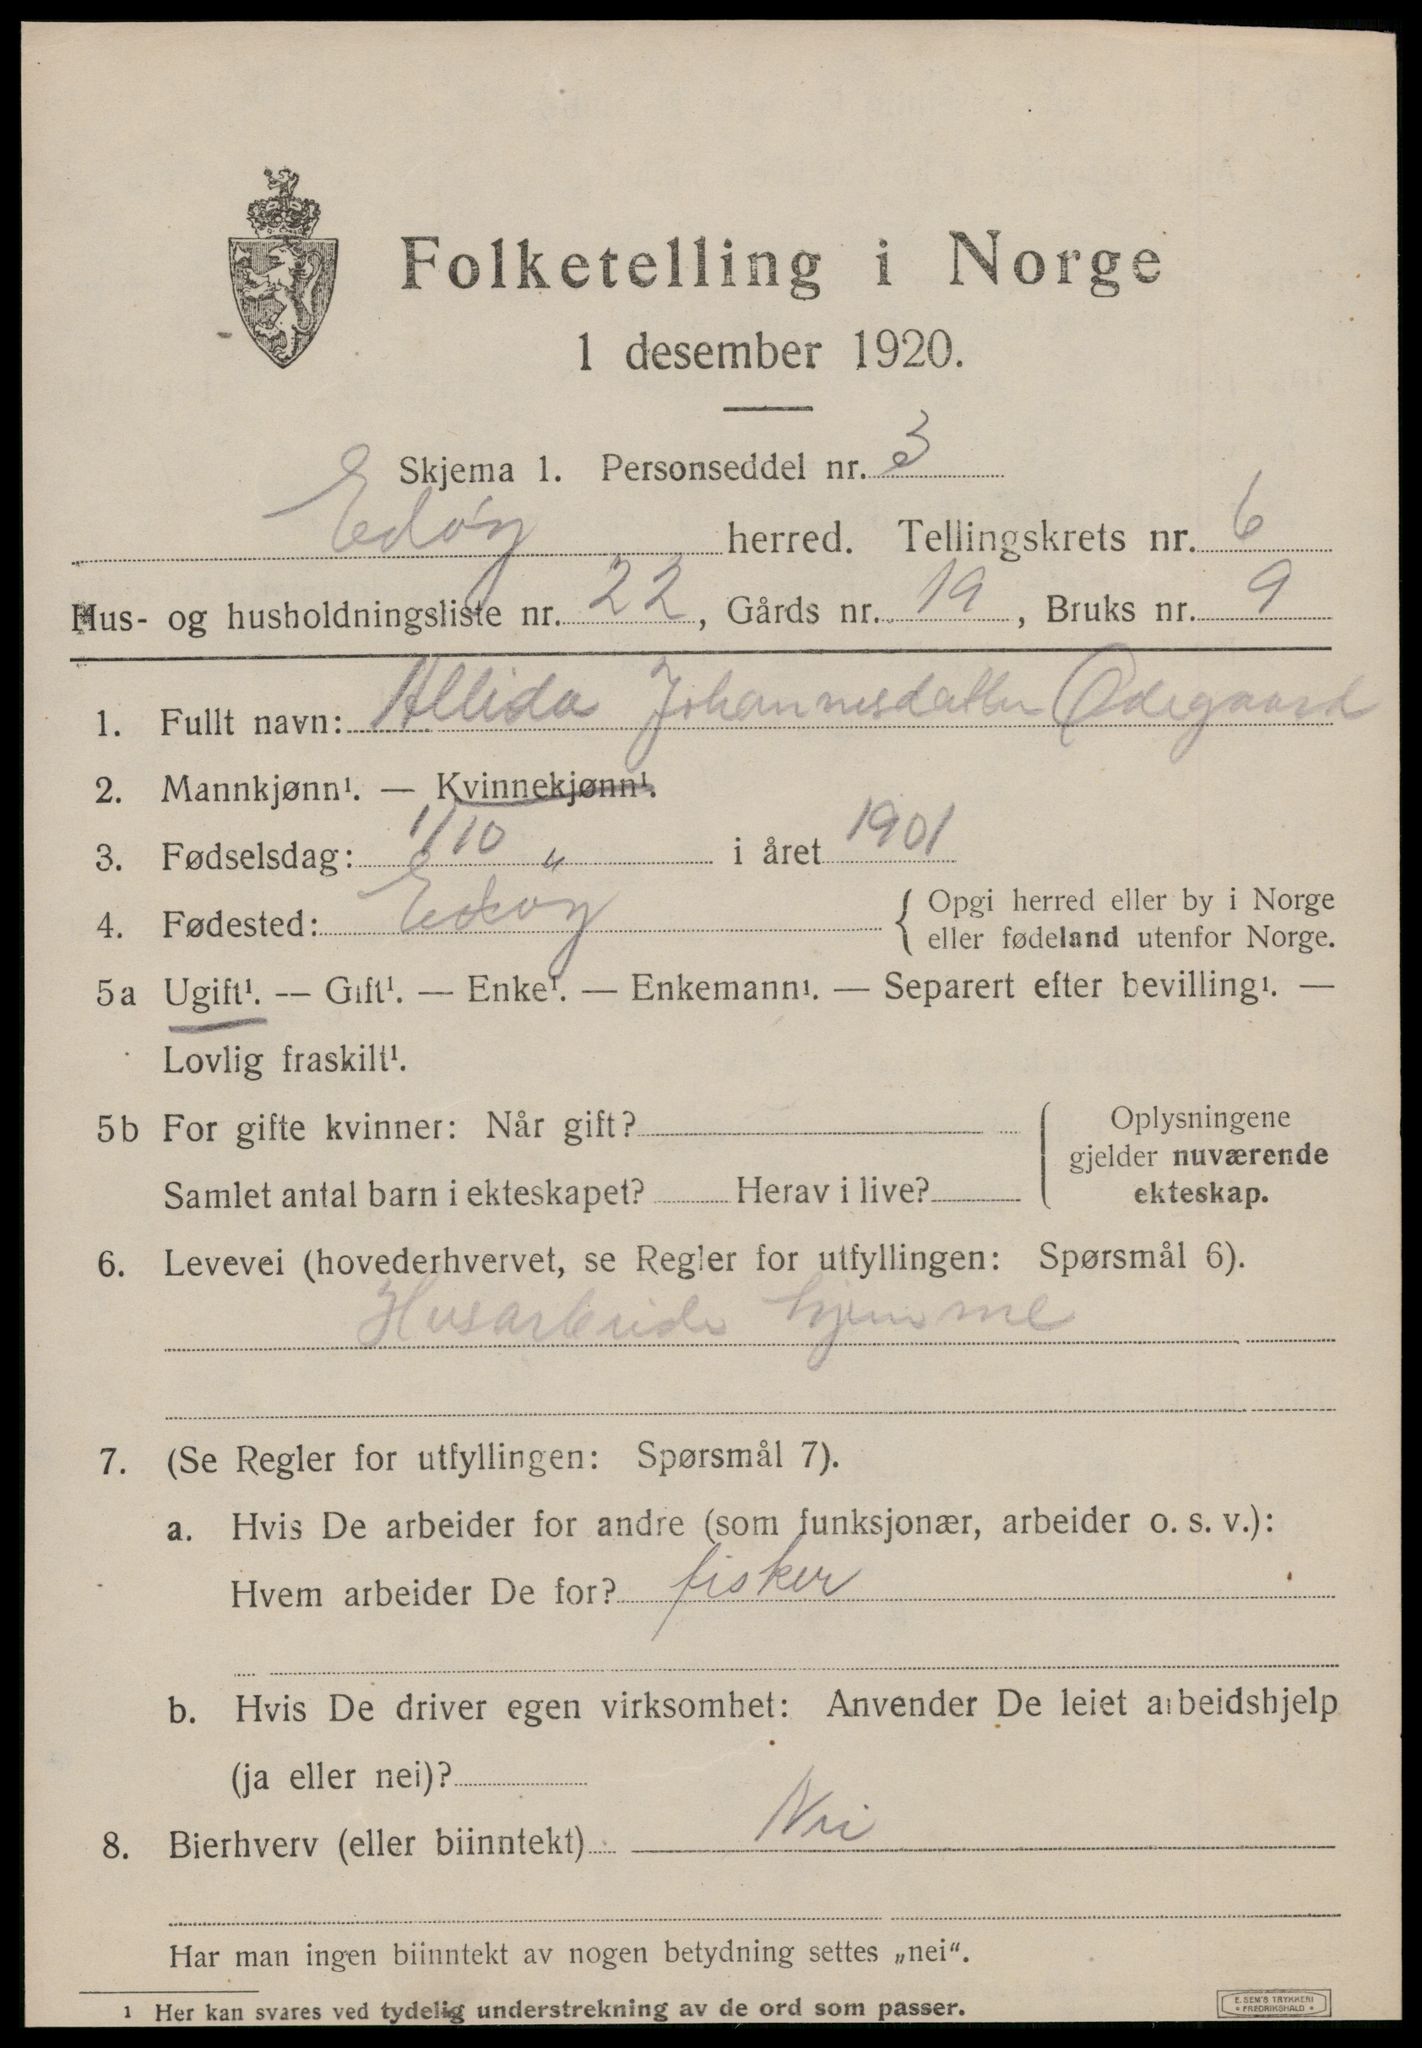 Folketelling i Norge
1 desember 1920.
Skjema 1. Personseddel nr. 3
Edøy herred. Tellingskrets nr. 6
Hus- og husholdningsliste nr. 22, Gårds nr. 19, Bruks nr. 9
1. Fullt navn: Allida Johannesdatter Ødegaard
2. Mannkjønn¹. — Kvinnekjønn¹.
3. Fødselsdag: 1/10 " i året 1901
4. Fødested: Edøy { Opgi herred eller by i Norge
eller fødeland utenfor Norge.
5a Ugift¹. — Gift¹. — Enke¹. — Enkemann¹. — Separert efter bevilling¹. —
Lovlig fraskilt¹.
5b For gifte kvinner: Når gift?
Samlet antal barn i ekteskapet? Herav i live?
Oplysningene
gjelder nuværende
ekteskap.
6. Levevei (hovederhvervet, se Regler for utfyllingen: Spørsmål 6).
Husarbeide hjemme
7. (Se Regler for utfyllingen: Spørsmål 7).
a. Hvis De arbeider for andre (som funksjonær, arbeider o. s. v.):
Hvem arbeider De for? fisker
b. Hvis De driver egen virksomhet: Anvender De leiet arbeidshjelp
(ja eller nei)?
8. Bierhverv (eller biinntekt) Nei
Har man ingen biinntekt av nogen betydning settes „nei“.
¹ Her kan svares ved tydelig understrekning av de ord som passer.
E. SEM'S TRYKKERI
• FREDRIKSHALD •